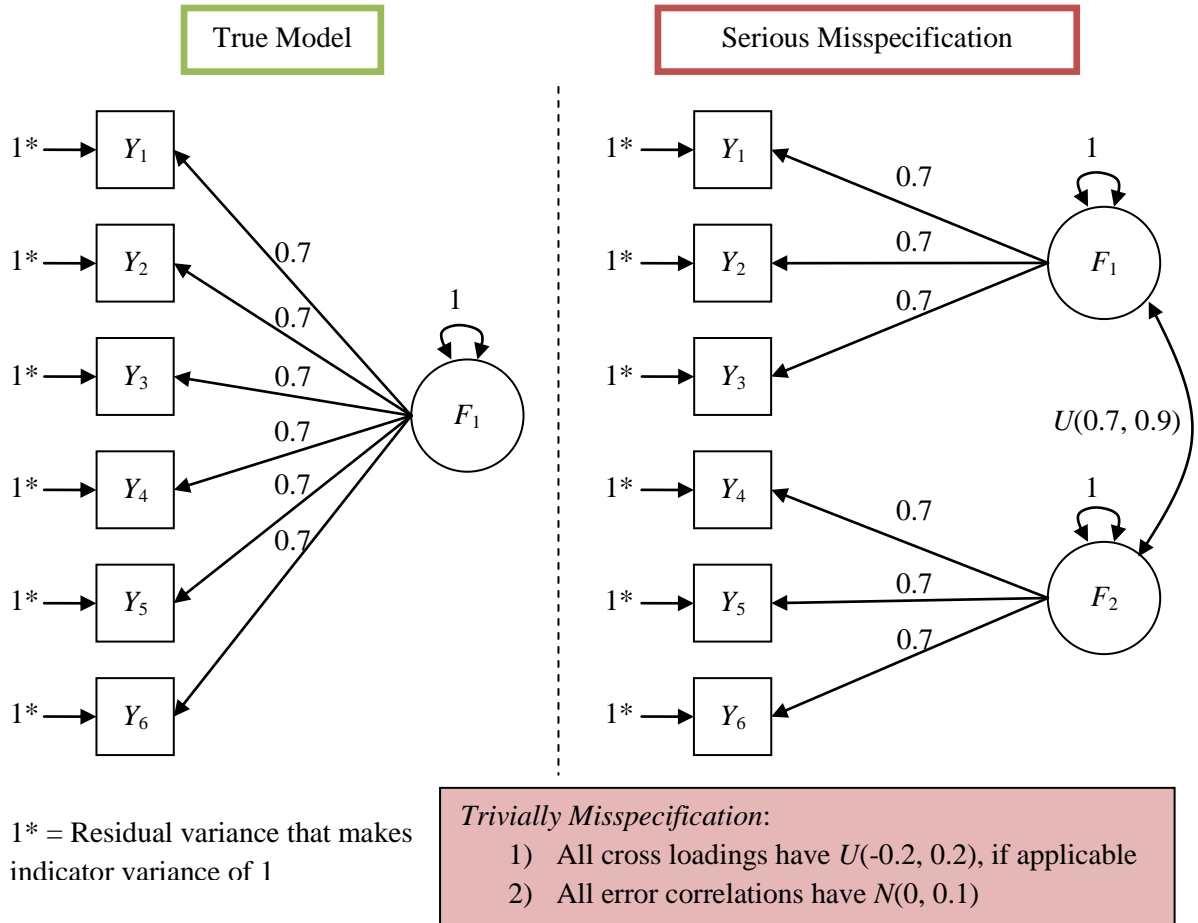 True Model
1*
Y1
1*
Y2
1*
Y3
1*
Y4
1*
Y5
1*
Y6
0.7
0.7
0.7
0.7
0.7
0.7
1
F1
1* = Residual variance that makes
indicator variance of 1
Serious Misspecification
1*
Y1
1*
Y2
1*
Y3
1*
Y4
1*
Y5
1*
Y6
0.7
0.7
0.7
0.7
0.7
0.7
1
F1
U(0.7, 0.9)
1
F2
Trivially Misspecification:
1) All cross loadings have U(-0.2, 0.2), if applicable
2) All error correlations have N(0, 0.1)